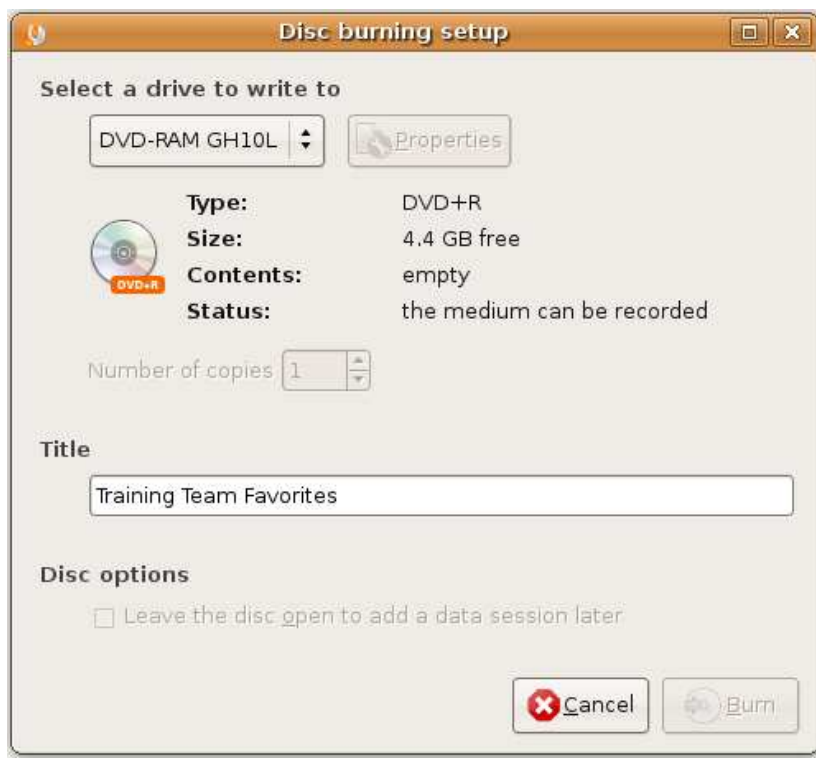 Disc burning setup
Select a drive to write to
DVD-RAM GH10L Properties
Type: DVD+R
Size: 4.4 GB free
DVD+R
Contents: empty
Status: the medium can be recorded
Number of copies 1
Title
Training Team Favorites
Disc options
Leave the disc open to add a data session later
Cancel Burn